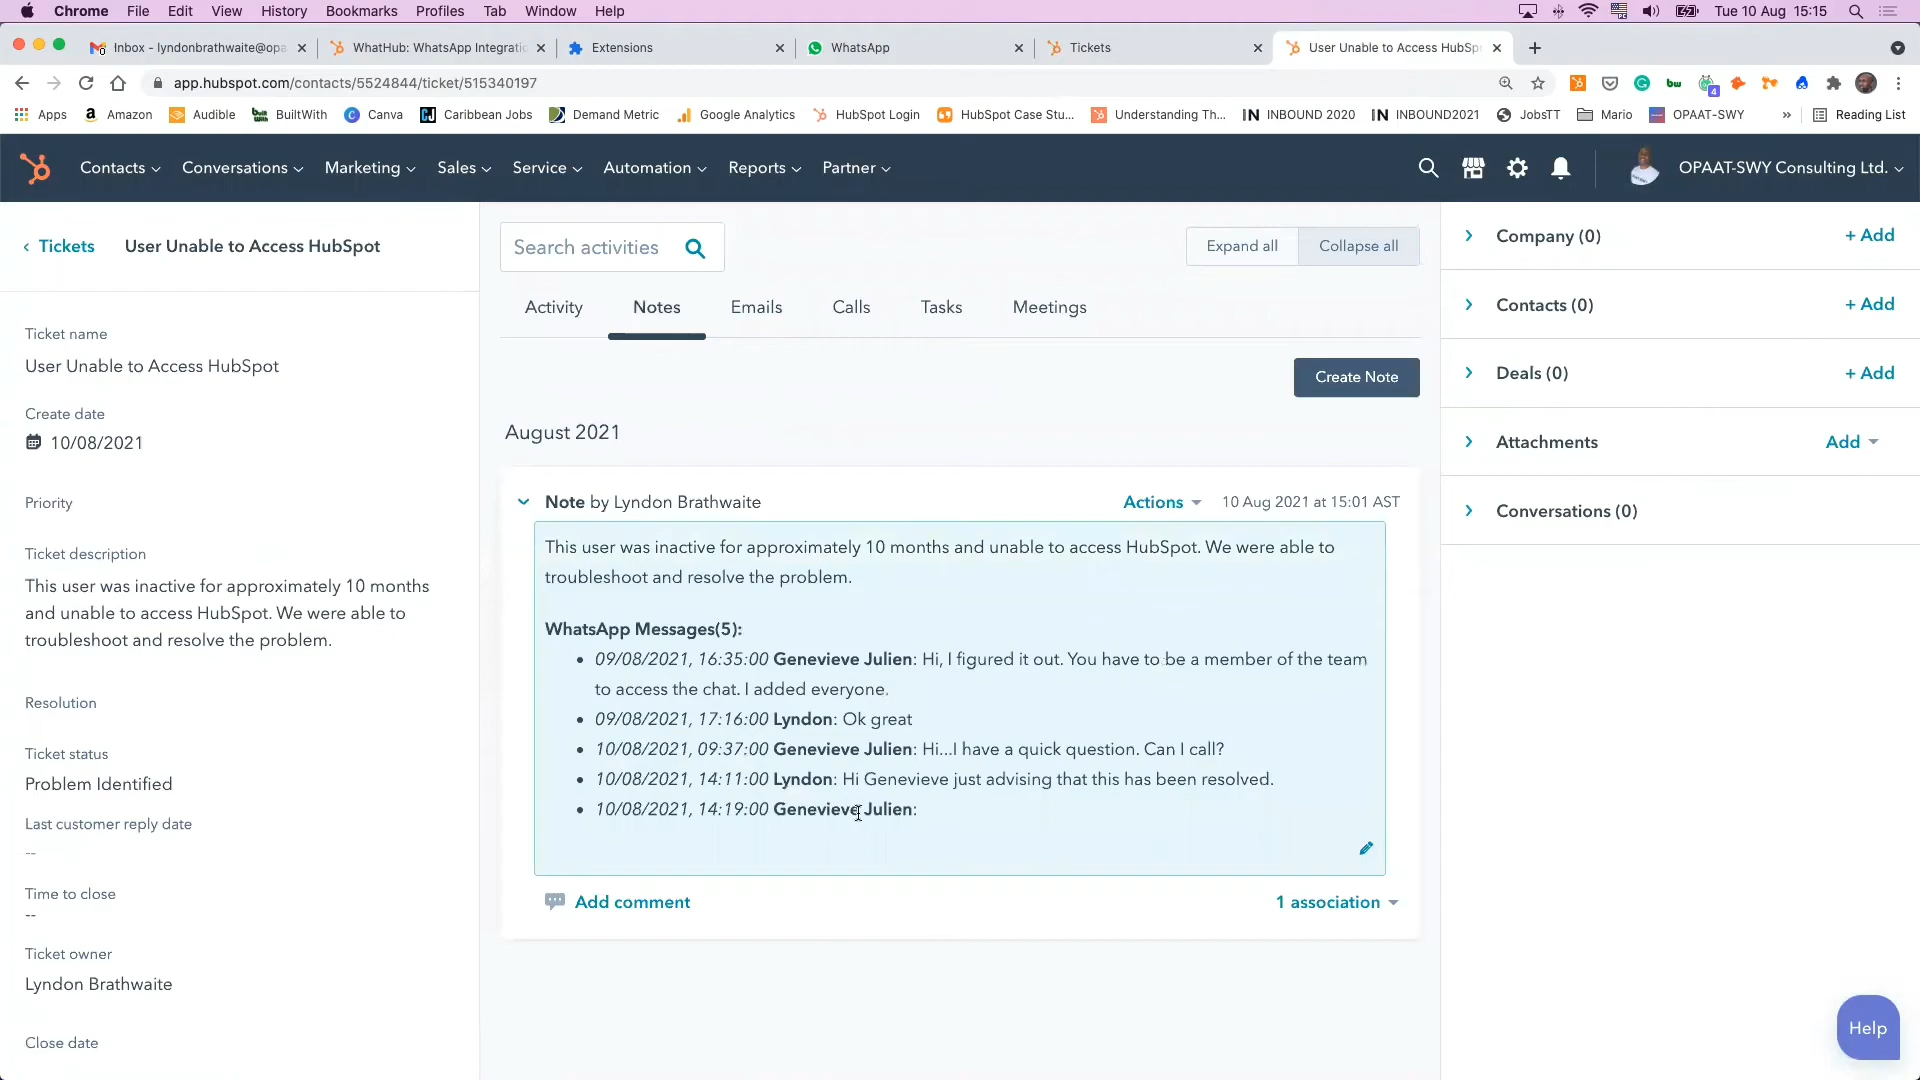 Chrome File Edit View History Bookmarks Profiles Tab Window Help Tue 10 Aug 15:15
Inbox - lyndonbrathwaite@opa WhatHub: WhatsApp Integratio Extensions WhatsApp Tickets User Unable to Access HubSp
app.hubspot.com/contacts/5524844/ticket/515340197 4
Apps Amazon Audible BuiltWith Canva Caribbean Jobs Demand Metric Google Analytics HubSpot Login HubSpot Case Stu... Understanding Th... INBOUND 2020 INBOUND2021 JobsTT Mario OPAAT-SWY » Reading List
Contacts Conversations Marketing Sales Service Automation Reports Partner OPAAT-SWY Consulting Ltd.
Tickets User Unable to Access HubSpot
Ticket name
User Unable to Access HubSpot
Create date
10/08/2021
Priority
Ticket description
This user was inactive for approximately 10 months
and unable to access HubSpot. We were able to
troubleshoot and resolve the problem.
Resolution
Ticket status
Problem Identified
Last customer reply date
--
Time to close
--
Ticket owner
Lyndon Brathwaite
Close date
Search activities Expand all Collapse all
Activity Notes Emails Calls Tasks Meetings
Create Note
August 2021
Note by Lyndon Brathwaite Actions 10 Aug 2021 at 15:01 AST
This user was inactive for approximately 10 months and unable to access HubSpot. We were able to
troubleshoot and resolve the problem.
WhatsApp Messages(5):
• 09/08/2021, 16:35:00 Genevieve Julien: Hi, I figured it out. You have to be a member of the team
to access the chat. I added everyone.
• 09/08/2021, 17:16:00 Lyndon: Ok great
• 10/08/2021, 09:37:00 Genevieve Julien: Hi...I have a quick question. Can I call?
• 10/08/2021, 14:11:00 Lyndon: Hi Genevieve just advising that this has been resolved.
• 10/08/2021, 14:19:00 Genevieve Julien:
Add comment 1 association
Company (0) + Add
Contacts (0) + Add
Deals (0) + Add
Attachments Add
Conversations (0)
Help